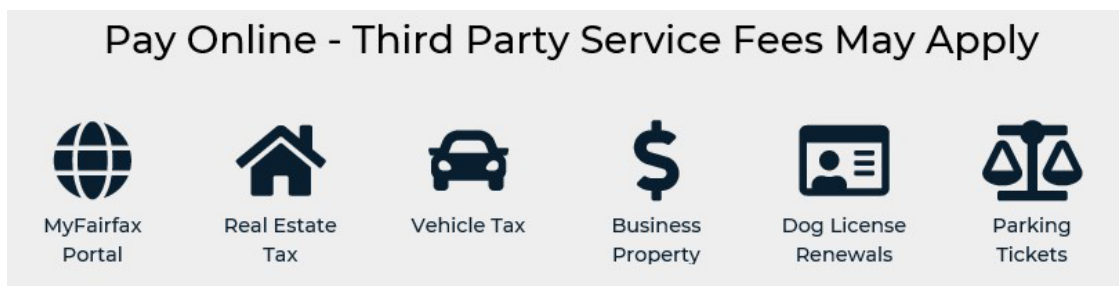 Pay Online - Third Party Service Fees May Apply
MyFairfax
Portal
Real Estate
Tax
Vehicle Tax
Business
Property
Dog License
Renewals
Parking
Tickets